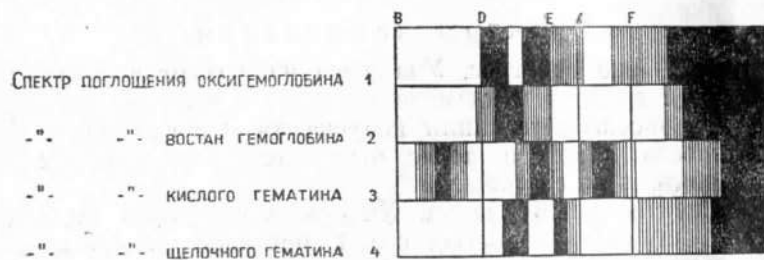 B D E b F
СПЕКТР ПОГЛОЩЕНИЯ ОКСИГЕМОГЛОБИНА 1
-"- -"- ВОСТАН ГЕМОГЛОБИНА 2
-"- -"- КИСЛОГО ГЕМАТИНА 3
-"- -"- ЩЕЛОЧНОГО ГЕМАТИНА 4